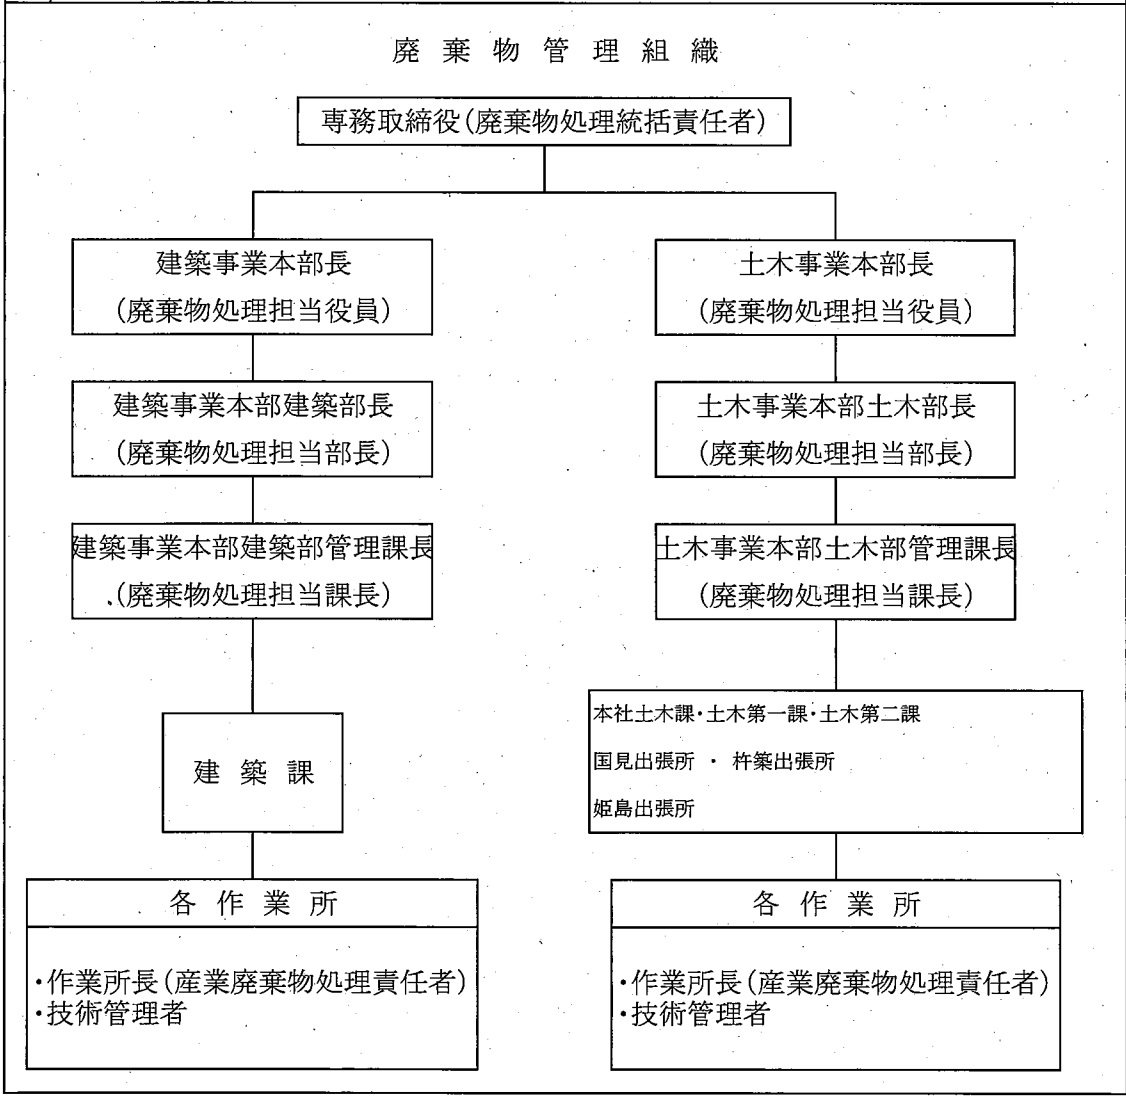 廃棄物管理組織
専務取締役(廃棄物処理統括責任者)
建築事業本部長
(廃棄物処理担当役員)
土木事業本部長
(廃棄物処理担当役員)
建築事業本部建築部長
(廃棄物処理担当部長)
土木事業本部土木部長
(廃棄物処理担当部長)
建築事業本部建築部管理課長
(廃棄物処理担当課長)
土木事業本部土木部管理課長
(廃棄物処理担当課長)
建築課
本社土木課・土木第一課・土木第二課
国見出張所 ・ 杵築出張所
姫島出張所
各作業所
・作業所長(産業廃棄物処理責任者)
・技術管理者
各作業所
・作業所長(産業廃棄物処理責任者)
・技術管理者